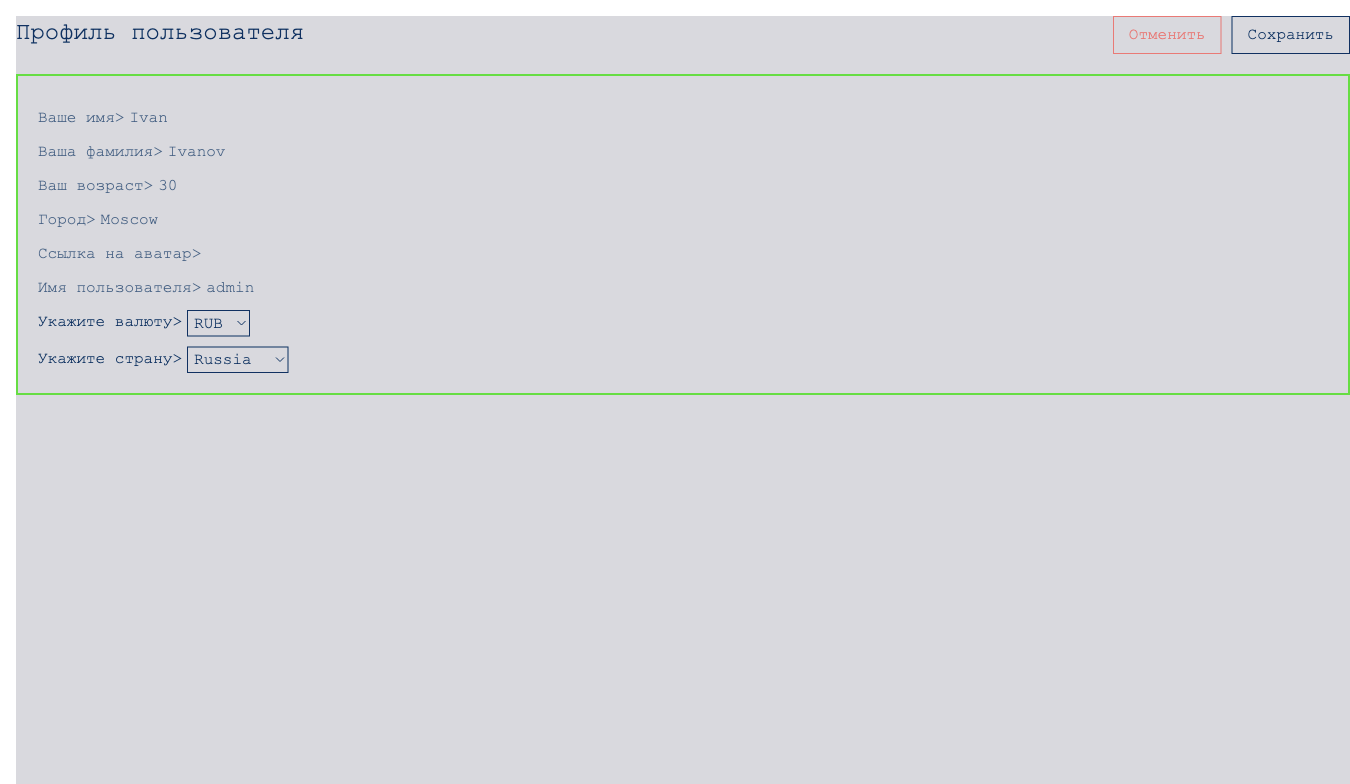 Профиль пользователя
Отменить
Сохранить
Ваше имя> Ivan
Ваша фамилия> Ivanov
Ваш возраст> 30
Город> Moscow
Ссылка на аватар>
Имя пользователя> admin
Укажите валюту> RUB
Укажите страну> Russia